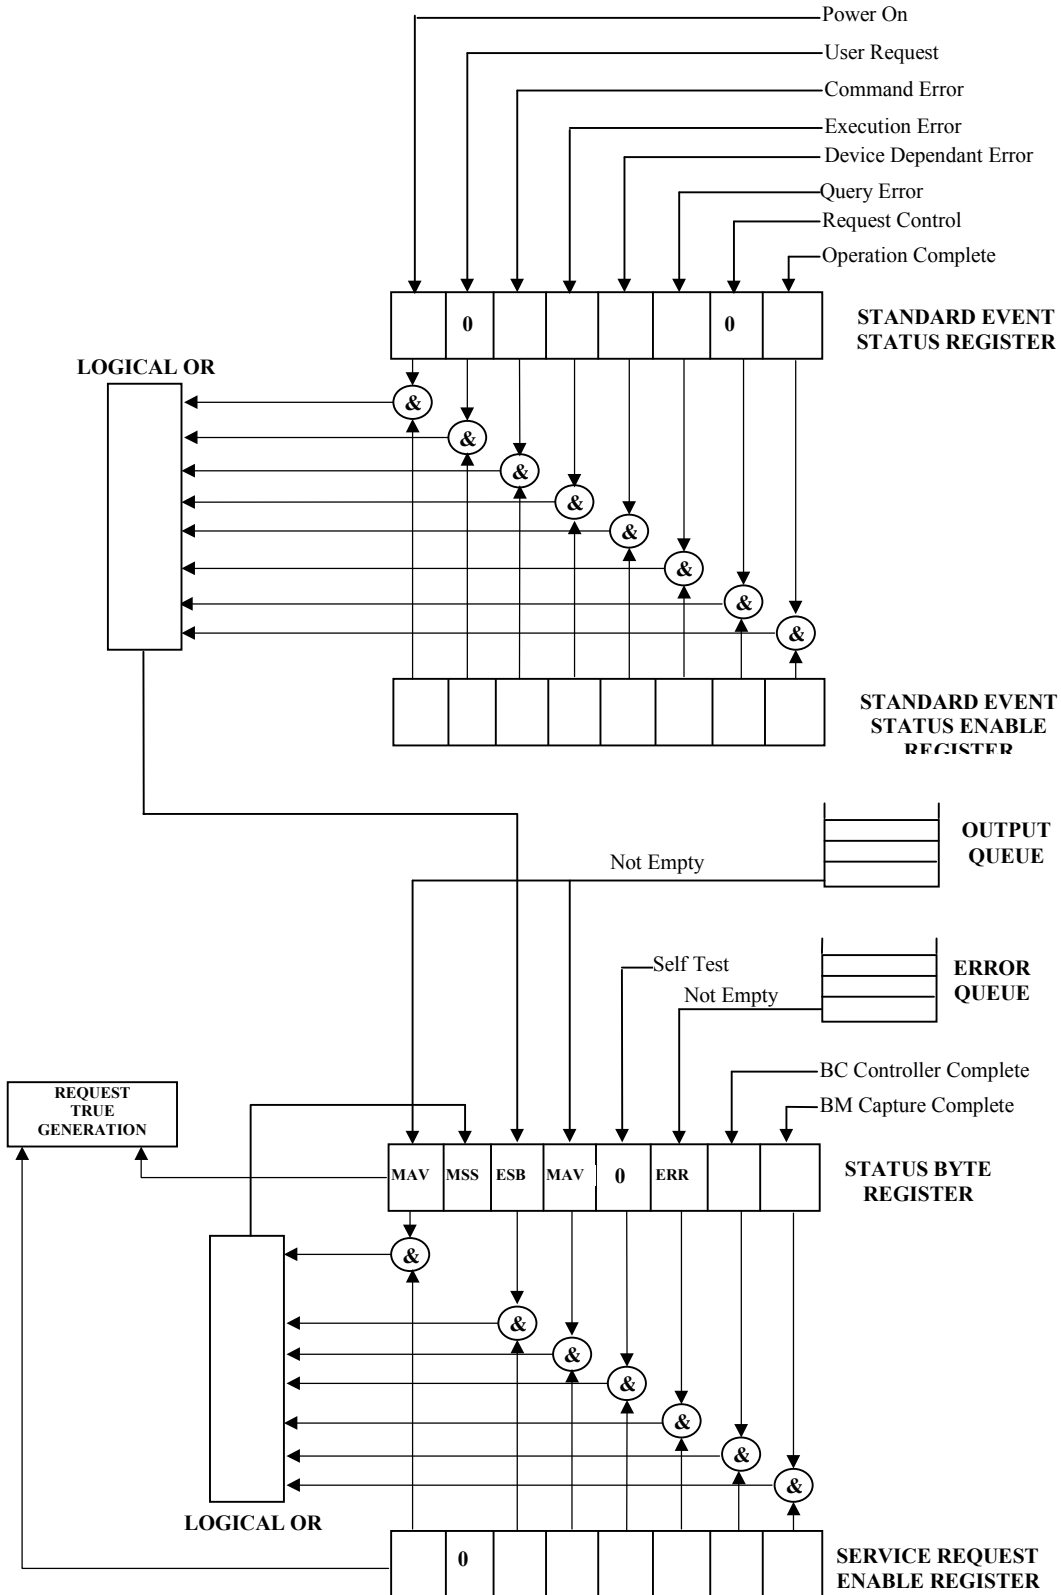 Power On
User Request
Command Error
Execution Error
Device Dependant Error
Query Error
Request Control
Operation Complete
0
0
STANDARD EVENT
STATUS REGISTER
LOGICAL OR
&
&
&
&
&
&
&
&
STANDARD EVENT
STATUS ENABLE
REGISTER
OUTPUT
QUEUE
Not Empty
Self Test
ERROR
QUEUE
Not Empty
BC Controller Complete
BM Capture Complete
REQUEST
TRUE
GENERATION
MAV
MSS
ESB
MAV
0
ERR
STATUS BYTE
REGISTER
&
&
&
&
&
&
&
LOGICAL OR
0
SERVICE REQUEST
ENABLE REGISTER